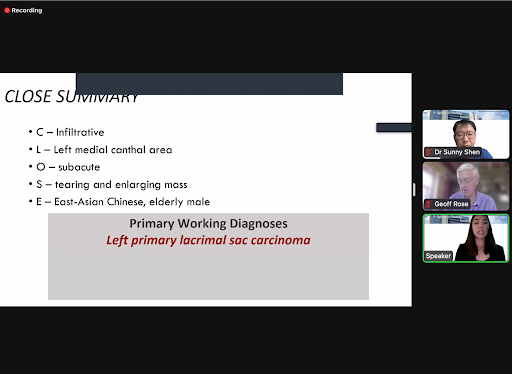 Recording
CLOSE SUMMARY
• C – Infiltrative
• L – Left medial canthal area
• O – subacute
• S – tearing and enlarging mass
• E – East-Asian Chinese, elderly male
Primary Working Diagnoses
Left primary lacrimal sac carcinoma
Dr Sunny Shen
Geoff Rose
Speaker